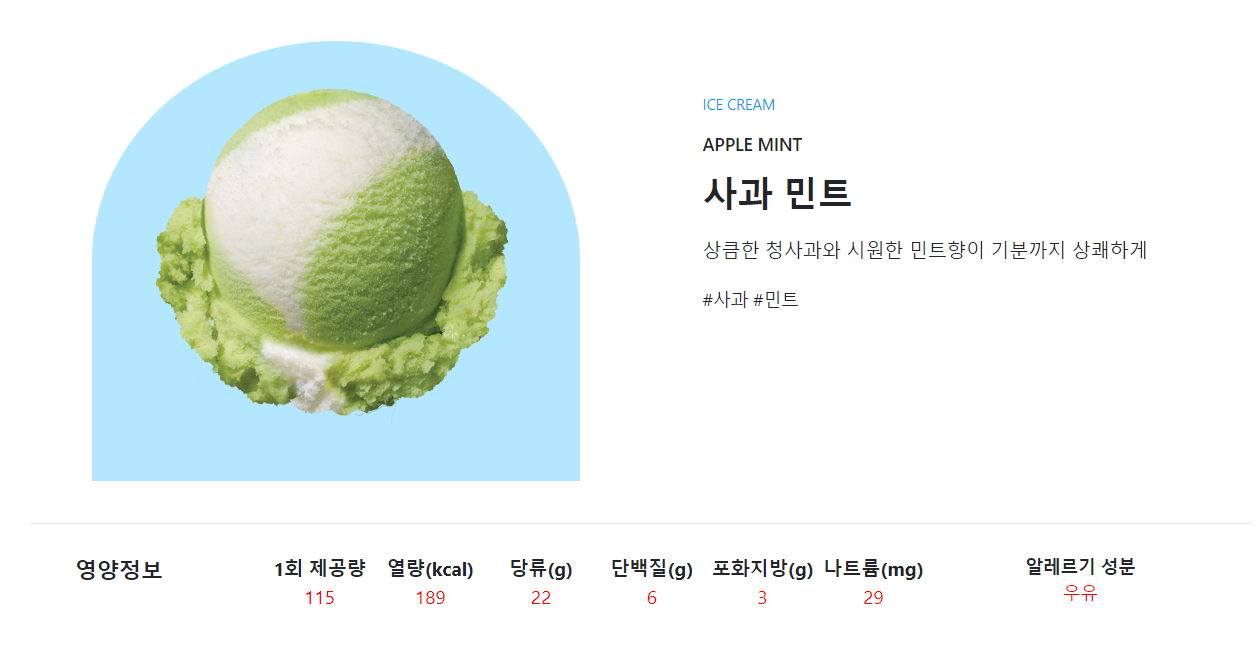 ICE CREAM
APPLE MINT
사과 민트
상큼한 청사과와 시원한 민트향이 기분까지 상쾌하게
#사과 #민트
영양정보
1회 제공량 열량(kcal) 당류(g) 단백질(g) 포화지방(g) 나트륨(mg) 알레르기 성분
115 189 22 6 3 29 우유